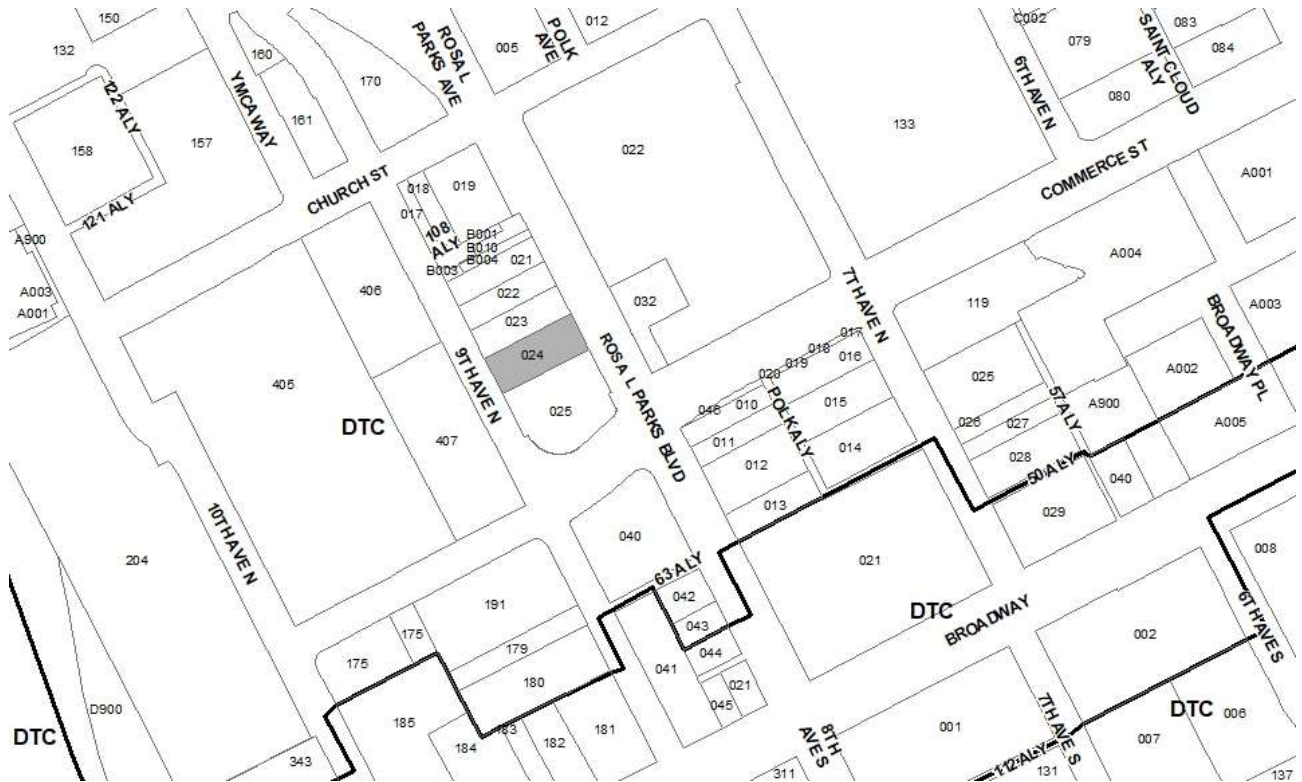 150
132
122 ALY
158
157
121 ALY
A900
A003
A001
160
161
170
YMCA WAY
ROSA L
PARKS AVE
005
POLK
AVE
012
CHURCH ST
018
017
019
108
ALY
B001
B010
B004
B003
021
022
023
024
025
022
032
133
6TH AVE N
C002
079
080
SAINT CLOUD
ALY
083
084
COMMERCE ST
A001
A004
A003
406
405
407
DTC
9TH AVE N
ROSA L PARKS BLVD
7TH AVE N
119
025
026
027
028
57 ALY
A900
A002
BROADWAY PL
A005
50 ALY
040
029
017
018
019
020
016
046
010
015
POLK ALY
011
012
014
013
10TH AVE N
204
D900
DTC
040
63 ALY
042
043
044
041
021
045
021
DTC
BROADWAY
002
008
6TH AVE S
191
175
175
179
180
185
184
183
182
181
343
8TH
AVE S
001
7TH AVE S
112 ALY
311
131
007
006
DTC
137